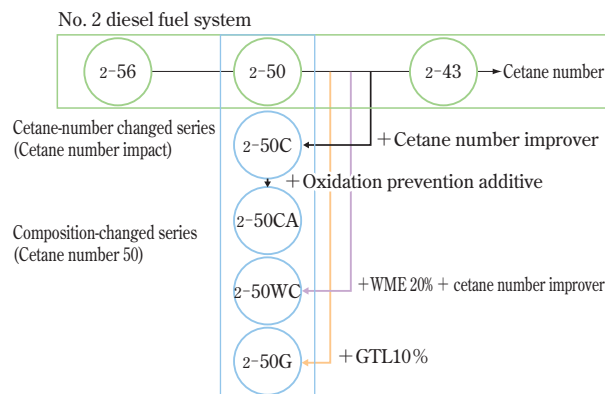 No. 2 diesel fuel system
2-56
2-50
2-43
Cetane number
Cetane-number changed series
(Cetane number impact)
2-50C
+Cetane number improver
+Oxidation prevention additive
2-50CA
Composition-changed series
(Cetane number 50)
2-50WC
+WME 20% + cetane number improver
2-50G
+GTL10%